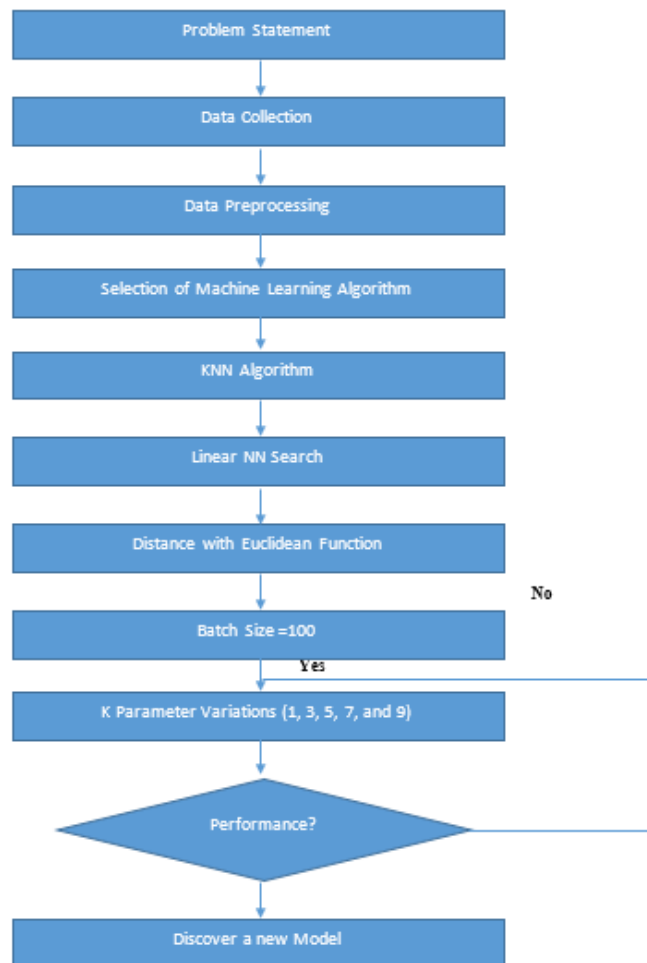 Problem Statement
Data Collection
Data Preprocessing
Selection of Machine Learning Algorithm
KNN Algorithm
Linear NN Search
Distance with Euclidean Function
No
Batch Size =100
Yes
K Parameter Variations (1, 3, 5, 7, and 9)
Performance?
Discover a new Model